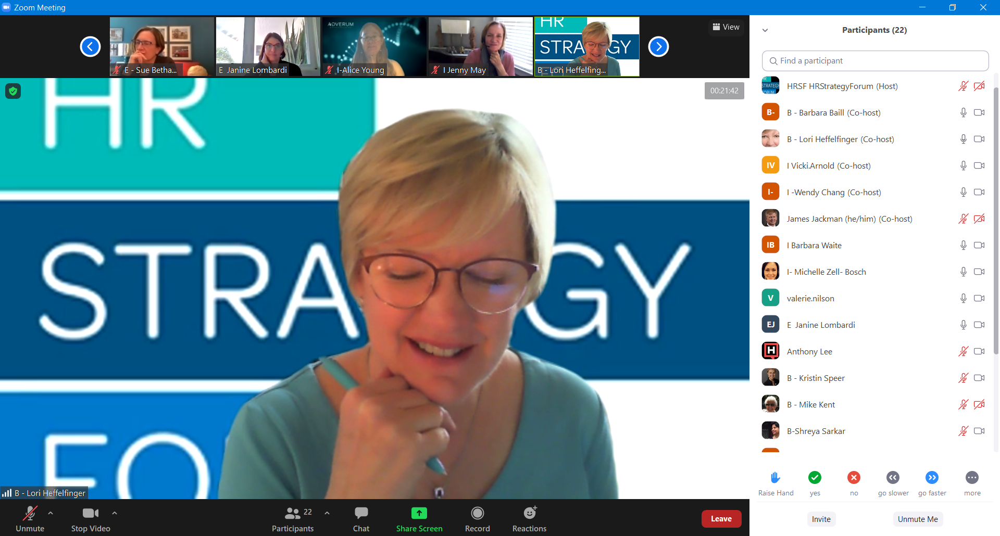 Zoom Meeting
E - Sue Betha...
E Janine Lombardi
ADVERUM
I-Alice Young
I Jenny May
HR
STRA GY
B - Lori Heffelfing...
View
00:21:42
HR
STRA GY
FO
B - Lori Heffelfinger
Unmute
Stop Video
22
Participants
Chat
Share Screen
Record
Reactions
Leave
Participants (22)
Find a participant
HR
STRATEGY
FORUM
HRSF HRStrategyForum (Host)
B-
B - Barbara Baill (Co-host)
B - Lori Heffelfinger (Co-host)
IV
I Vicki.Arnold (Co-host)
I-
I -Wendy Chang (Co-host)
James Jackman (he/him) (Co-host)
IB
I Barbara Waite
I- Michelle Zell- Bosch
V
valerie.nilson
EJ
E Janine Lombardi
H
Anthony Lee
B - Kristin Speer
B - Mike Kent
B-Shreya Sarkar
Raise Hand
yes
no
go slower
go faster
more
Invite
Unmute Me